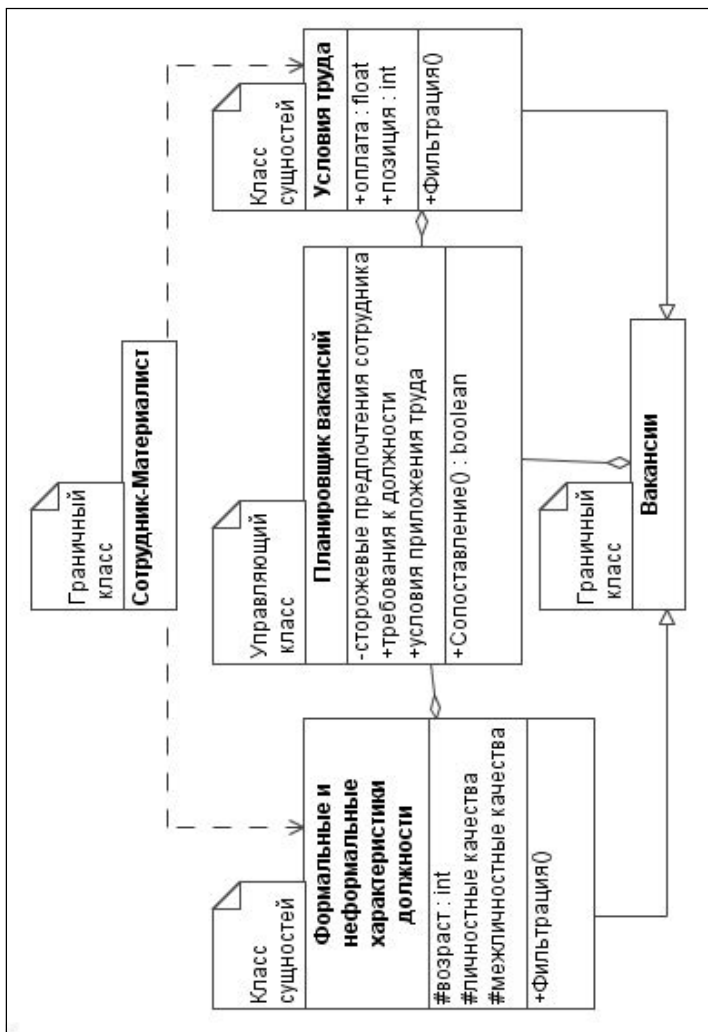 Граничный
класс
Сотрудник-Материалист
Класс
сущностей
Формальные и
неформальные
характеристики
должности
#возраст : int
#личностные качества
#межличностные качества
+Фильтрация()
Управляющий
класс
Планировщик вакансий
-сторожевые предпочтения сотрудника
+требования к должности
+условия приложения труда
+Сопоставление() : boolean
Класс
сущностей
Условия труда
+оплата : float
+позиция : int
+Фильтрация()
Граничный
класс
Вакансии